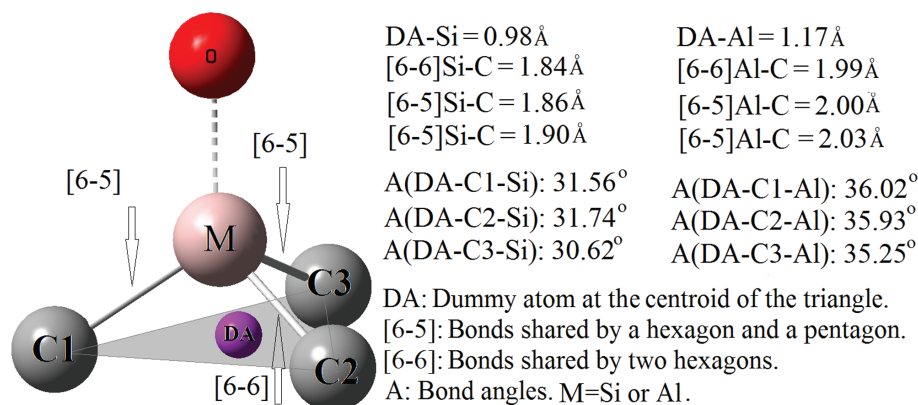 O
[6-5]
[6-5]
M
C3
C1
DA
C2
[6-6]
DA-Si = 0.98Å
[6-6]Si-C = 1.84Å
[6-5]Si-C = 1.86Å
[6-5]Si-C = 1.90Å
DA-Al = 1.17Å
[6-6]Al-C = 1.99Å
[6-5]Al-C = 2.00Å
[6-5]Al-C = 2.03Å
A(DA-C1-Si): 31.56°
A(DA-C2-Si): 31.74°
A(DA-C3-Si): 30.62°
A(DA-C1-Al): 36.02°
A(DA-C2-Al): 35.93°
A(DA-C3-Al): 35.25°
DA: Dummy atom at the centroid of the triangle.
[6-5]: Bonds shared by a hexagon and a pentagon.
[6-6]: Bonds shared by two hexagons.
A: Bond angles. M=Si or Al.